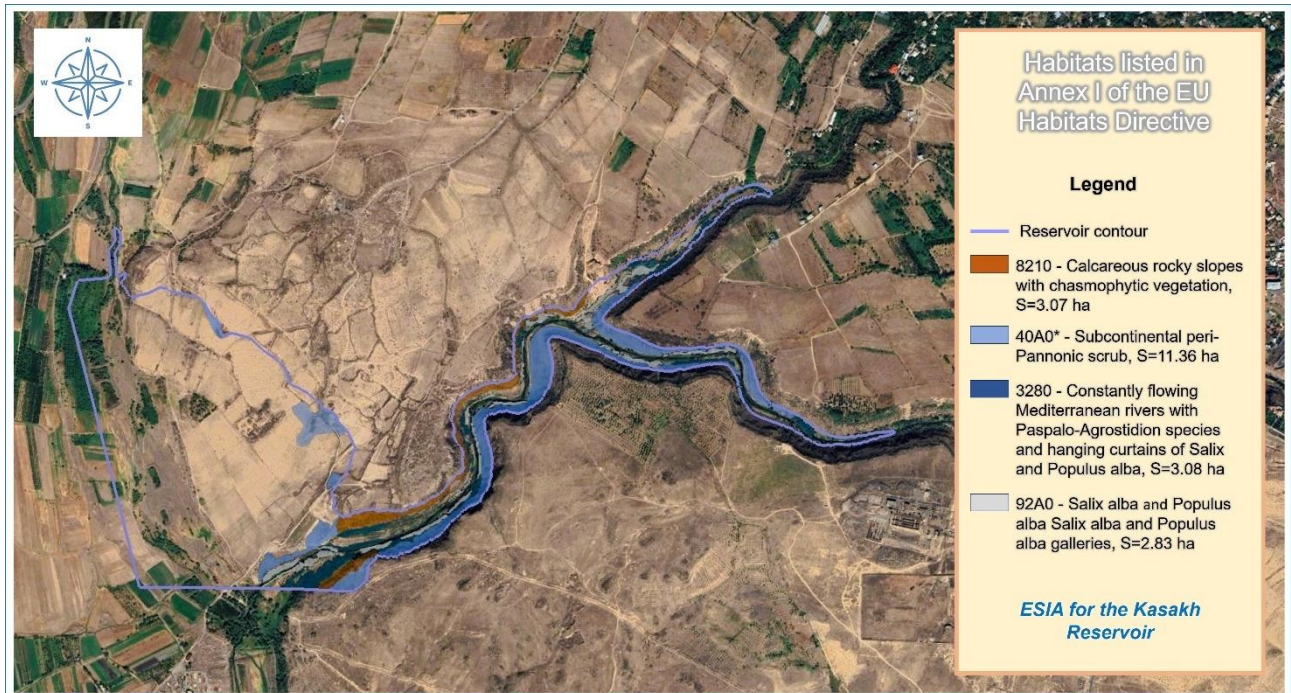 N
W E
S
Habitats listed in
Annex I of the EU
Habitats Directive
Legend
Reservoir contour
8210 - Calcareous rocky slopes
with chasmophytic vegetation,
S=3.07 ha
40A0* - Subcontinental peri-
Pannonic scrub, S=11.36 ha
3280 - Constantly flowing
Mediterranean rivers with
Paspalo-Agrostidion species
and hanging curtains of Salix
and Populus alba, S=3.08 ha
92A0 - Salix alba and Populus
alba Salix alba and Populus
alba galleries, S=2.83 ha
ESIA for the Kasakh
Reservoir